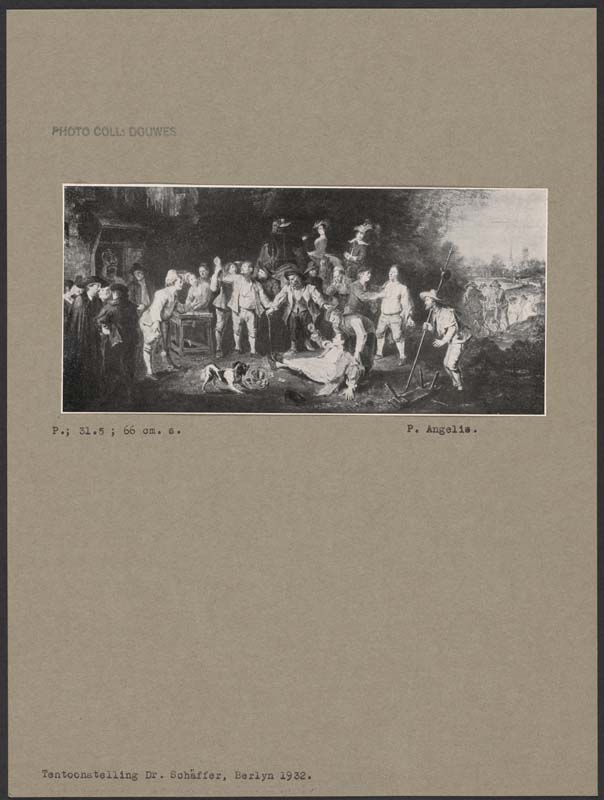 PHOTO COLL: DOUWES
P.; 31.5 ; 66 cm. s.
P. Angelis.
Tentoonstelling Dr. Schäffer, Berlyn 1932.